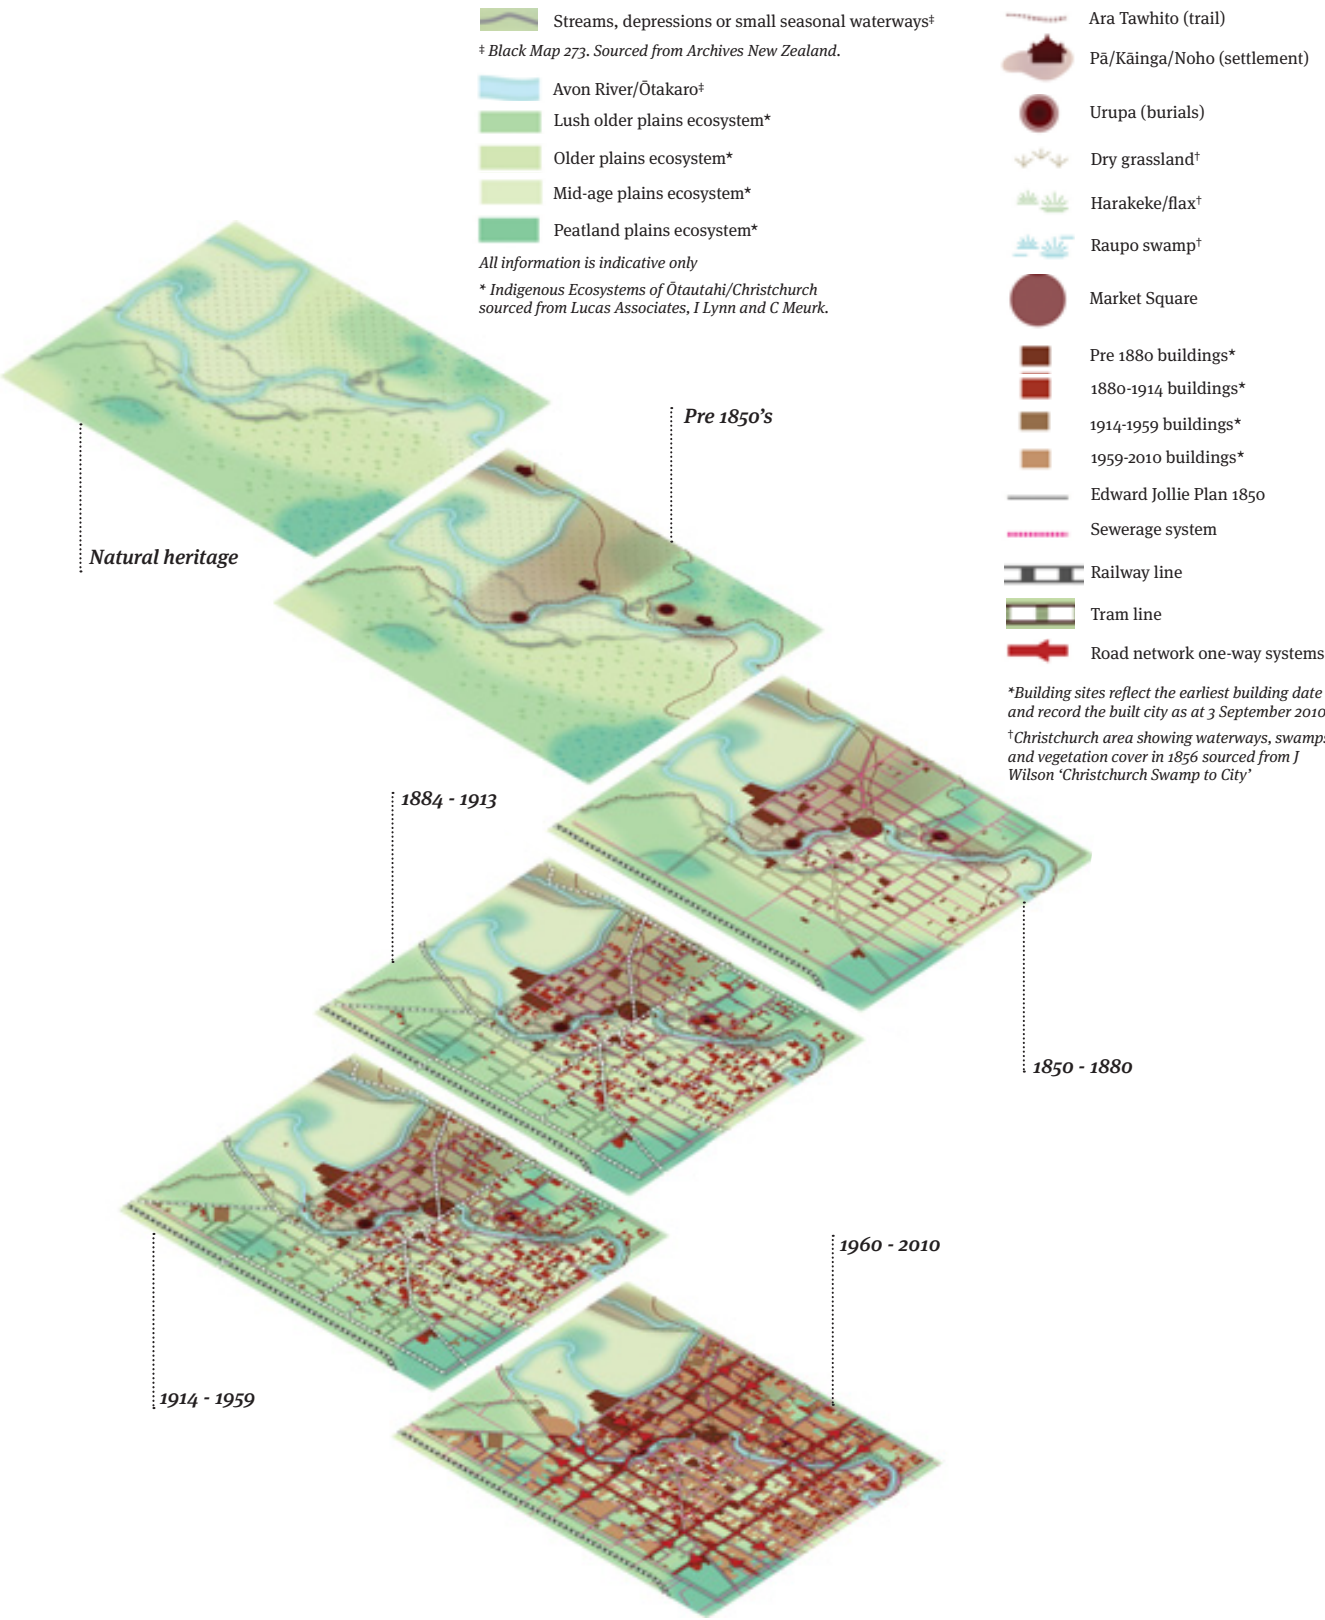 Streams, depressions or small seasonal waterways‡
‡ Black Map 273. Sourced from Archives New Zealand.
Avon River/Ōtakaro‡
Lush older plains ecosystem*
Older plains ecosystem*
Mid-age plains ecosystem*
Peatland plains ecosystem*
All information is indicative only
* Indigenous Ecosystems of Ōtautahi/Christchurch
sourced from Lucas Associates, I Lynn and C Meurk.
Ara Tawhito (trail)
Pā/Kāinga/Noho (settlement)
Urupa (burials)
Dry grassland†
Harakeke/flax†
Raupo swamp†
Market Square
Pre 1880 buildings*
1880-1914 buildings*
1914-1959 buildings*
1959-2010 buildings*
Edward Jollie Plan 1850
Sewerage system
Railway line
Tram line
Road network one-way systems
*Building sites reflect the earliest building date
and record the built city as at 3 September 2010
†Christchurch area showing waterways, swamps
and vegetation cover in 1856 sourced from J
Wilson ‘Christchurch Swamp to City’
Pre 1850’s
Natural heritage
1884 - 1913
1850 - 1880
1960 - 2010
1914 - 1959